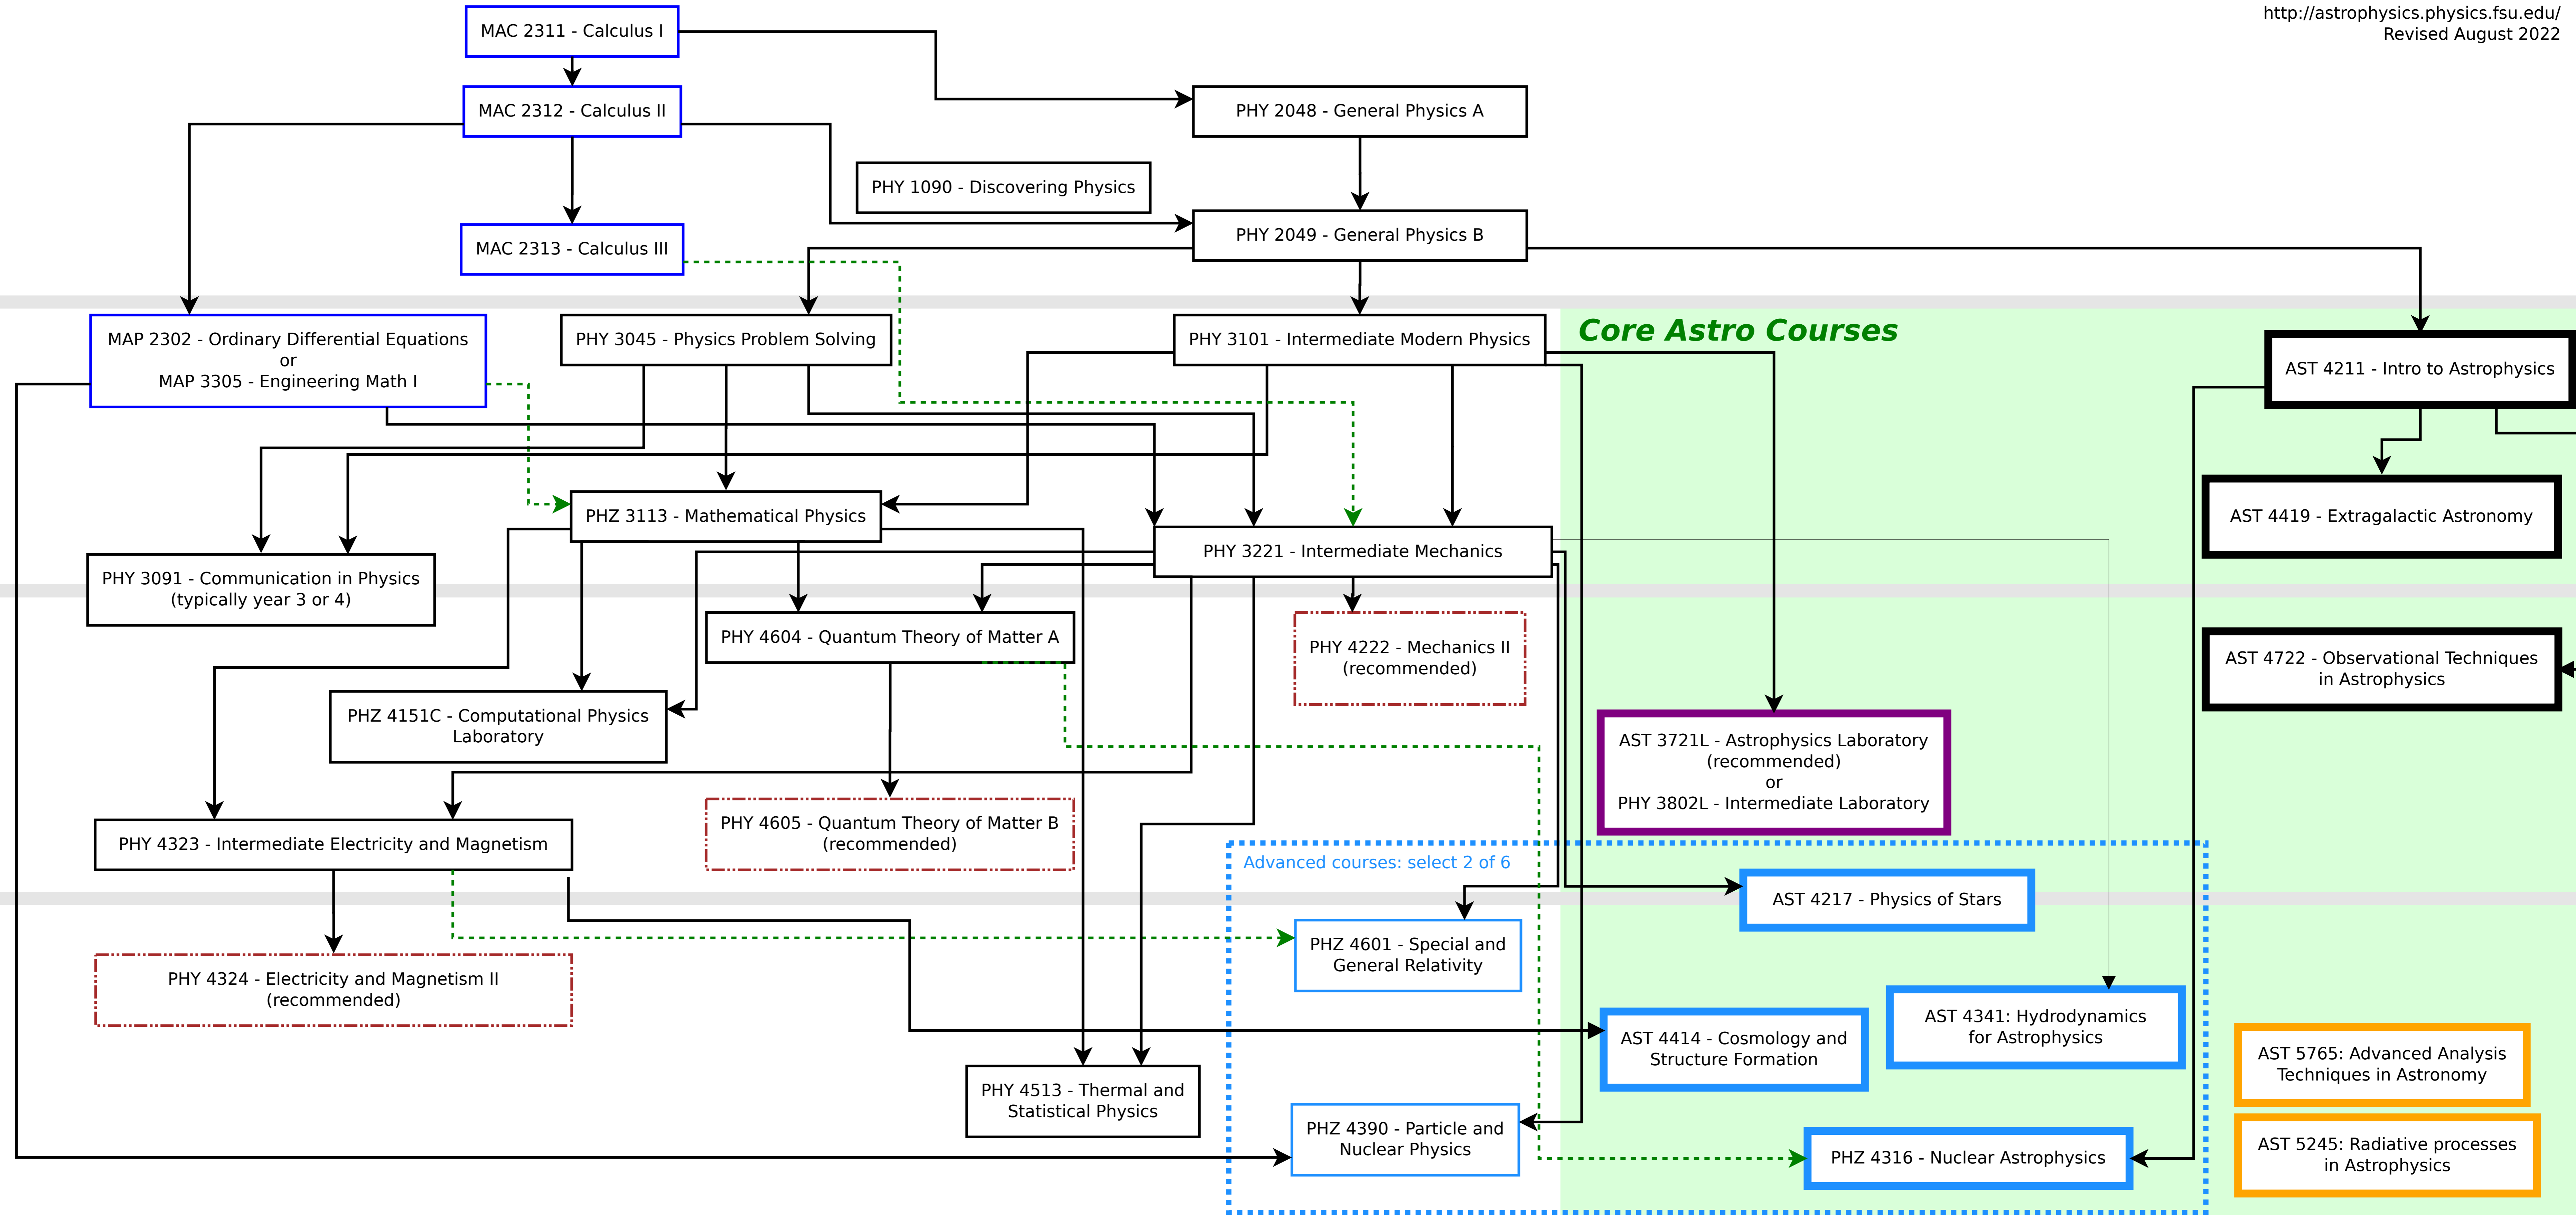 http://astrophysics.physics.fsu.edu/
Revised August 2022
MAC 2311 - Calculus I
MAC 2312 - Calculus II
PHY 2048 - General Physics A
PHY 1090 - Discovering Physics
MAC 2313 - Calculus III
PHY 2049 - General Physics B
MAP 2302 - Ordinary Differential Equations
or
MAP 3305 - Engineering Math I
PHY 3045 - Physics Problem Solving
PHY 3101 - Intermediate Modern Physics
Core Astro Courses
AST 4211 - Intro to Astrophysics
PHZ 3113 - Mathematical Physics
AST 4419 - Extragalactic Astronomy
PHY 3221 - Intermediate Mechanics
PHY 3091 - Communication in Physics
(typically year 3 or 4)
PHY 4604 - Quantum Theory of Matter A
PHY 4222 - Mechanics II
(recommended)
AST 4722 - Observational Techniques
in Astrophysics
PHZ 4151C - Computational Physics
Laboratory
AST 3721L - Astrophysics Laboratory
(recommended)
or
PHY 3802L - Intermediate Laboratory
PHY 4323 - Intermediate Electricity and Magnetism
PHY 4605 - Quantum Theory of Matter B
(recommended)
Advanced courses: select 2 of 6
AST 4217 - Physics of Stars
PHZ 4601 - Special and
General Relativity
PHY 4324 - Electricity and Magnetism II
(recommended)
AST 4414 - Cosmology and
Structure Formation
AST 4341: Hydrodynamics
for Astrophysics
AST 5765: Advanced Analysis
Techniques in Astronomy
PHY 4513 - Thermal and
Statistical Physics
PHZ 4390 - Particle and
Nuclear Physics
PHZ 4316 - Nuclear Astrophysics
AST 5245: Radiative processes
in Astrophysics